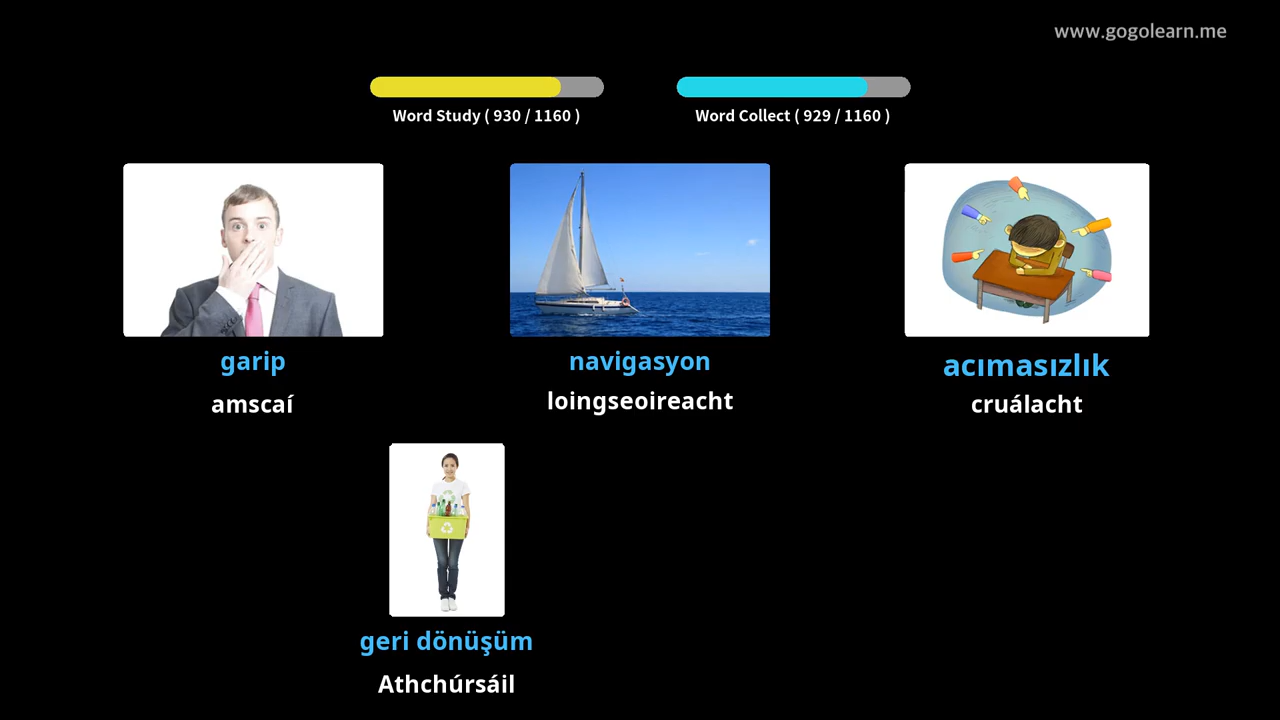 www.gogolearn.me
Word Study ( 930 / 1160 )
Word Collect ( 929 / 1160 )
garip
navigasyon
acımasızlık
amscaí
loingseoireacht
cruálacht
geri dönüşüm
Athchúrsáil